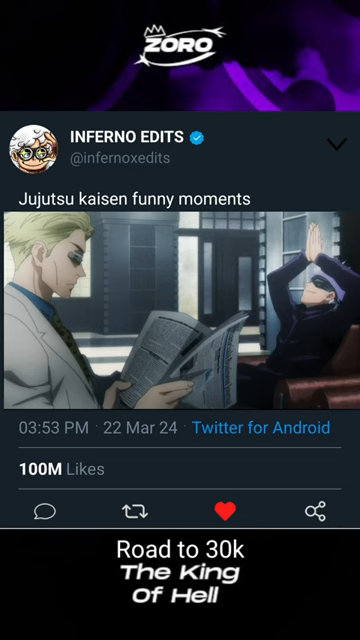 ZORO
INFERNO EDITS
@infernoxedits
Jujutsu kaisen funny moments
03:53 PM · 22 Mar 24 · Twitter for Android
100M Likes
Road to 30k
The King
Of Hell